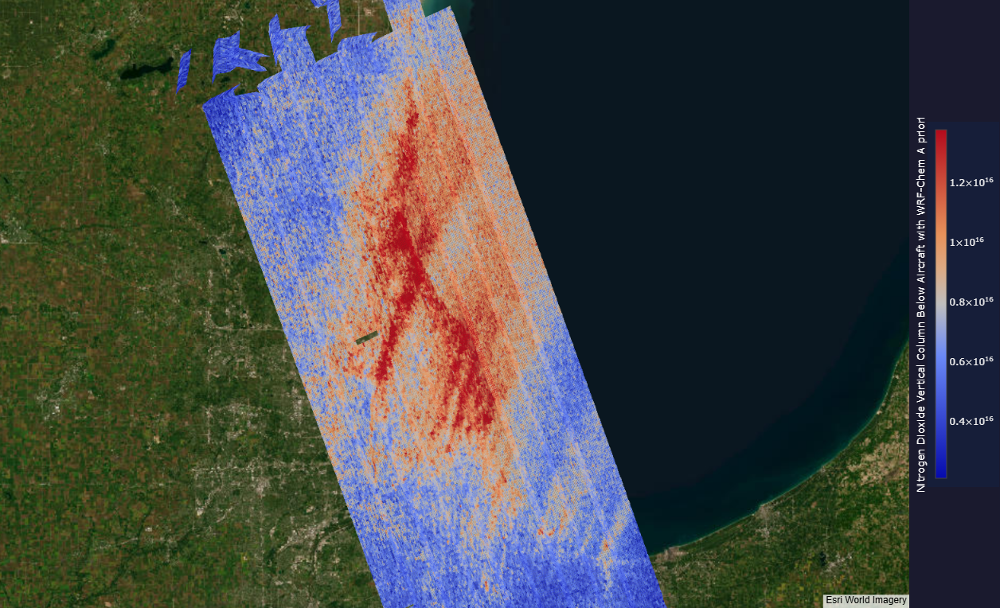 Nitrogen Dioxide Vertical Column Below Aircraft with WRF-Chem A priori
1.2×10¹⁶
1×10¹⁶
0.8×10¹⁶
0.6×10¹⁶
0.4×10¹⁶
Esri World Imagery